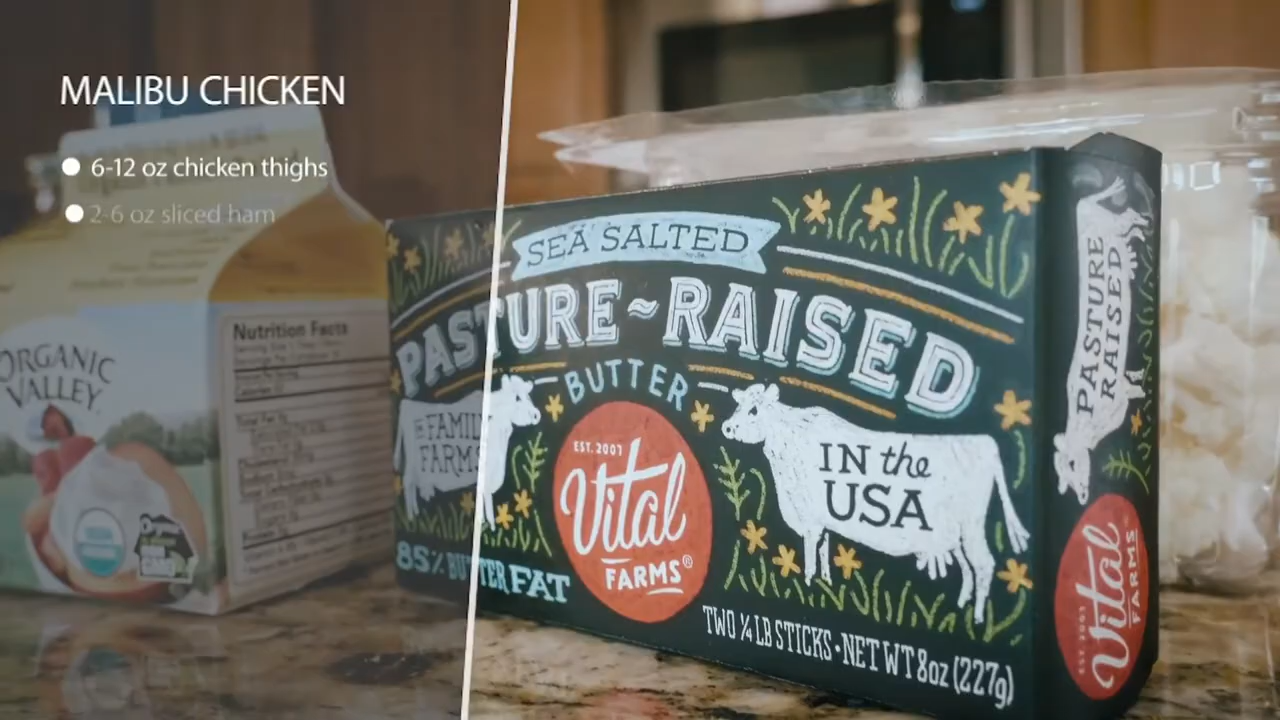 MALIBU CHICKEN
6-12 oz chicken thighs
2-6 oz sliced ham
ORGANIC
VALLEY
Nutrition Facts
SEA SALTED
PASTURE~RAISED
BUTTER
FAMILY
FARMS
EST. 2007
Vital
FARMS®
IN the
USA
85% BUTTERFAT
TWO ¼ LB STICKS • NET WT 8oz (227g)
PASTURE
RAISED
EST. 2007
Vital
FARMS